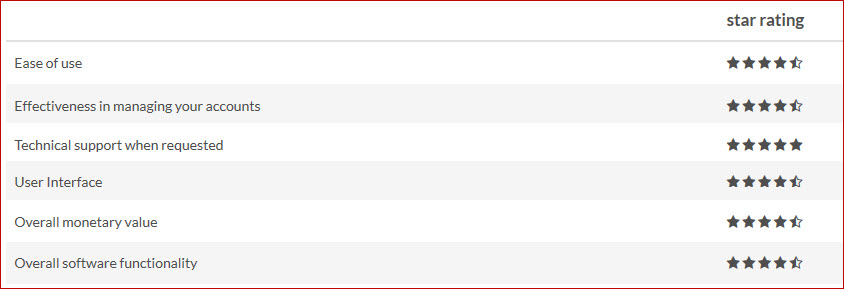 star rating
Ease of use
Effectiveness in managing your accounts
Technical support when requested
User Interface
Overall monetary value
Overall software functionality